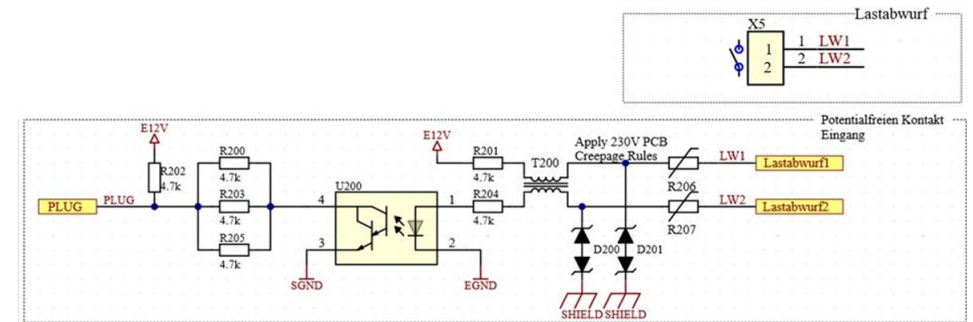 Lastabwurf
X5
1 1 LW1
2 2 LW2
Potentialfreien Kontakt
Eingang
E12V
R202
4.7k
R200
4.7k
E12V
R201
4.7k
Apply 230V PCB
Creepage Rules
T200
R206
LW1
Lastabwurf1
PLUG
PLUG
R203
4.7k
U200
4
1
R204
4.7k
R207
LW2
Lastabwurf2
R205
4.7k
3
2
SGND
EGND
D200
D201
SHIELD
SHIELD